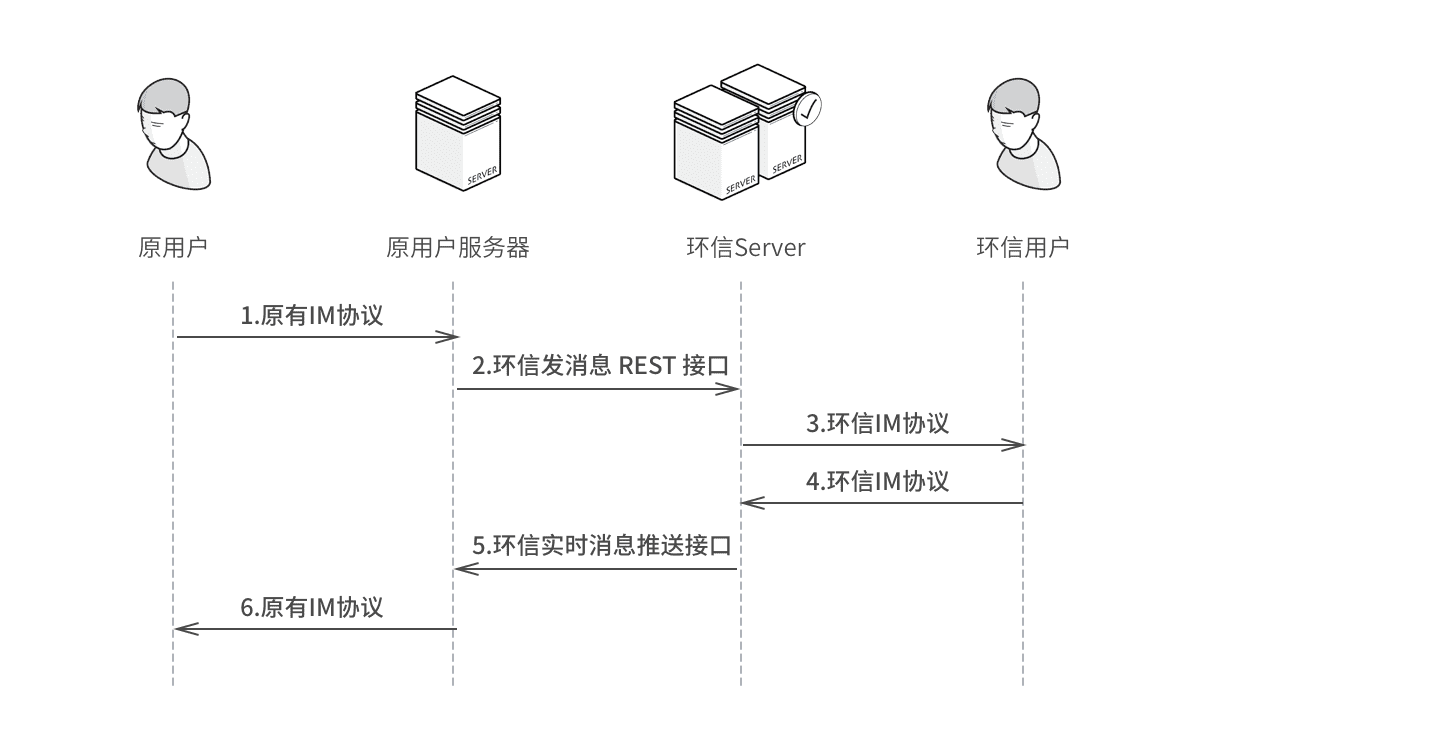 SERVER
SERVER
SERVER
原用户
原用户服务器
环信Server
环信用户
1.原有IM协议
2.环信发消息 REST 接口
3.环信IM协议
4.环信IM协议
5.环信实时消息推送接口
6.原有IM协议